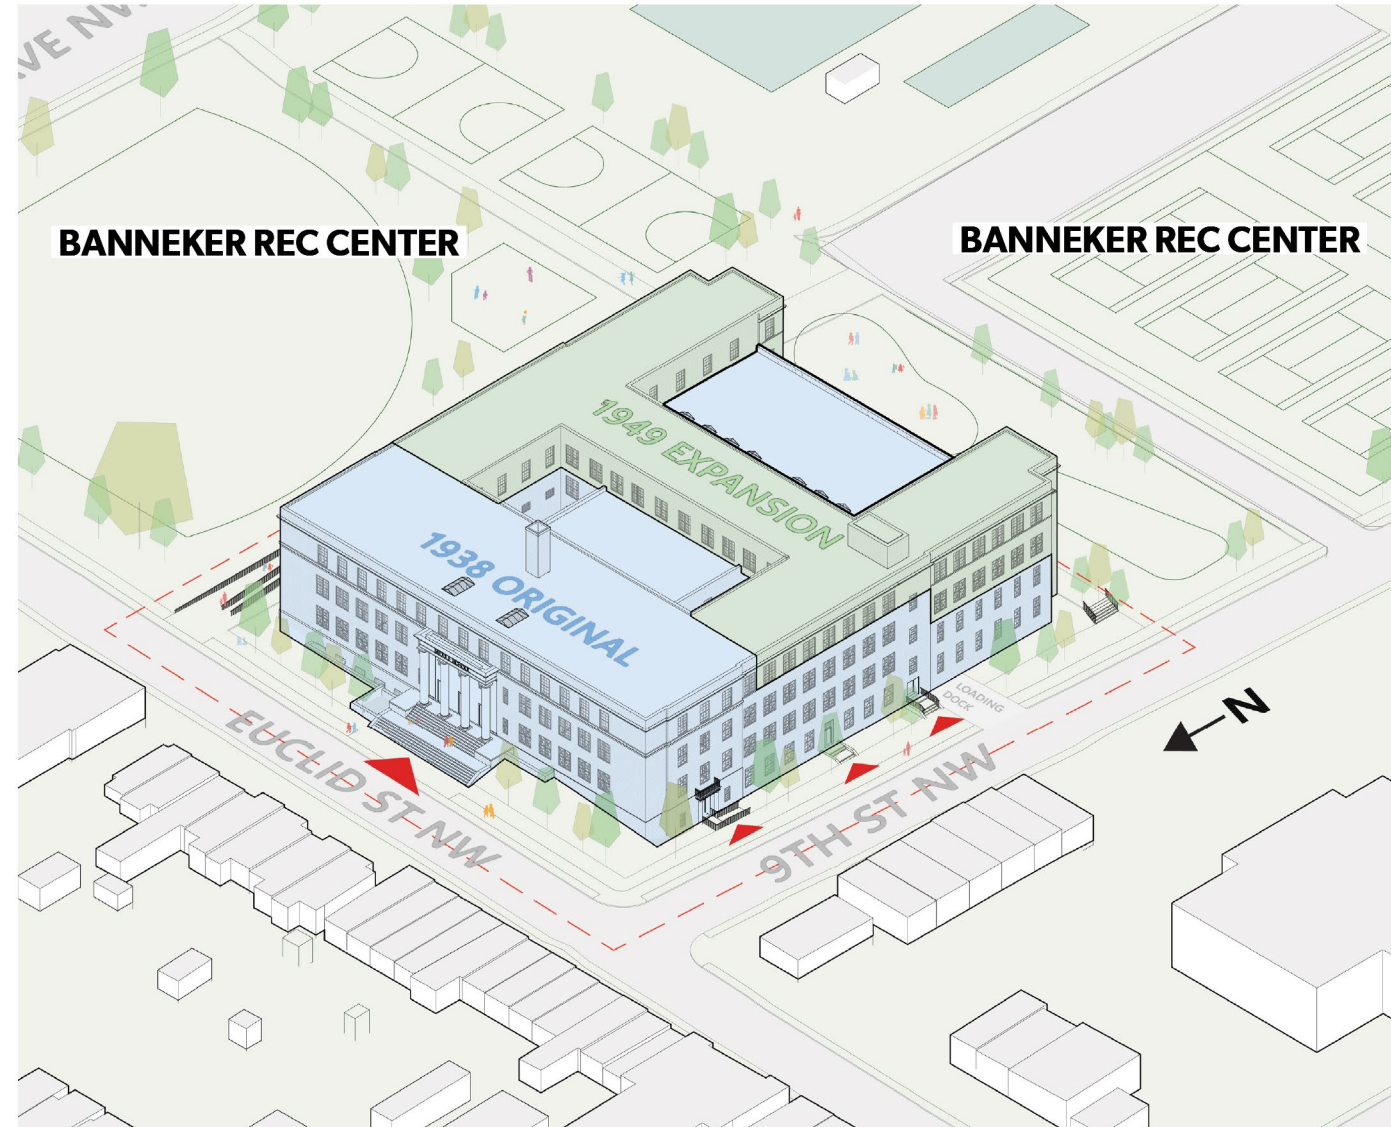 AVE NW
BANNEKER REC CENTER
BANNEKER REC CENTER
1949 EXPANSION
1938 ORIGINAL
LOADING
DOCK
EUCLID ST NW
9TH ST NW
N